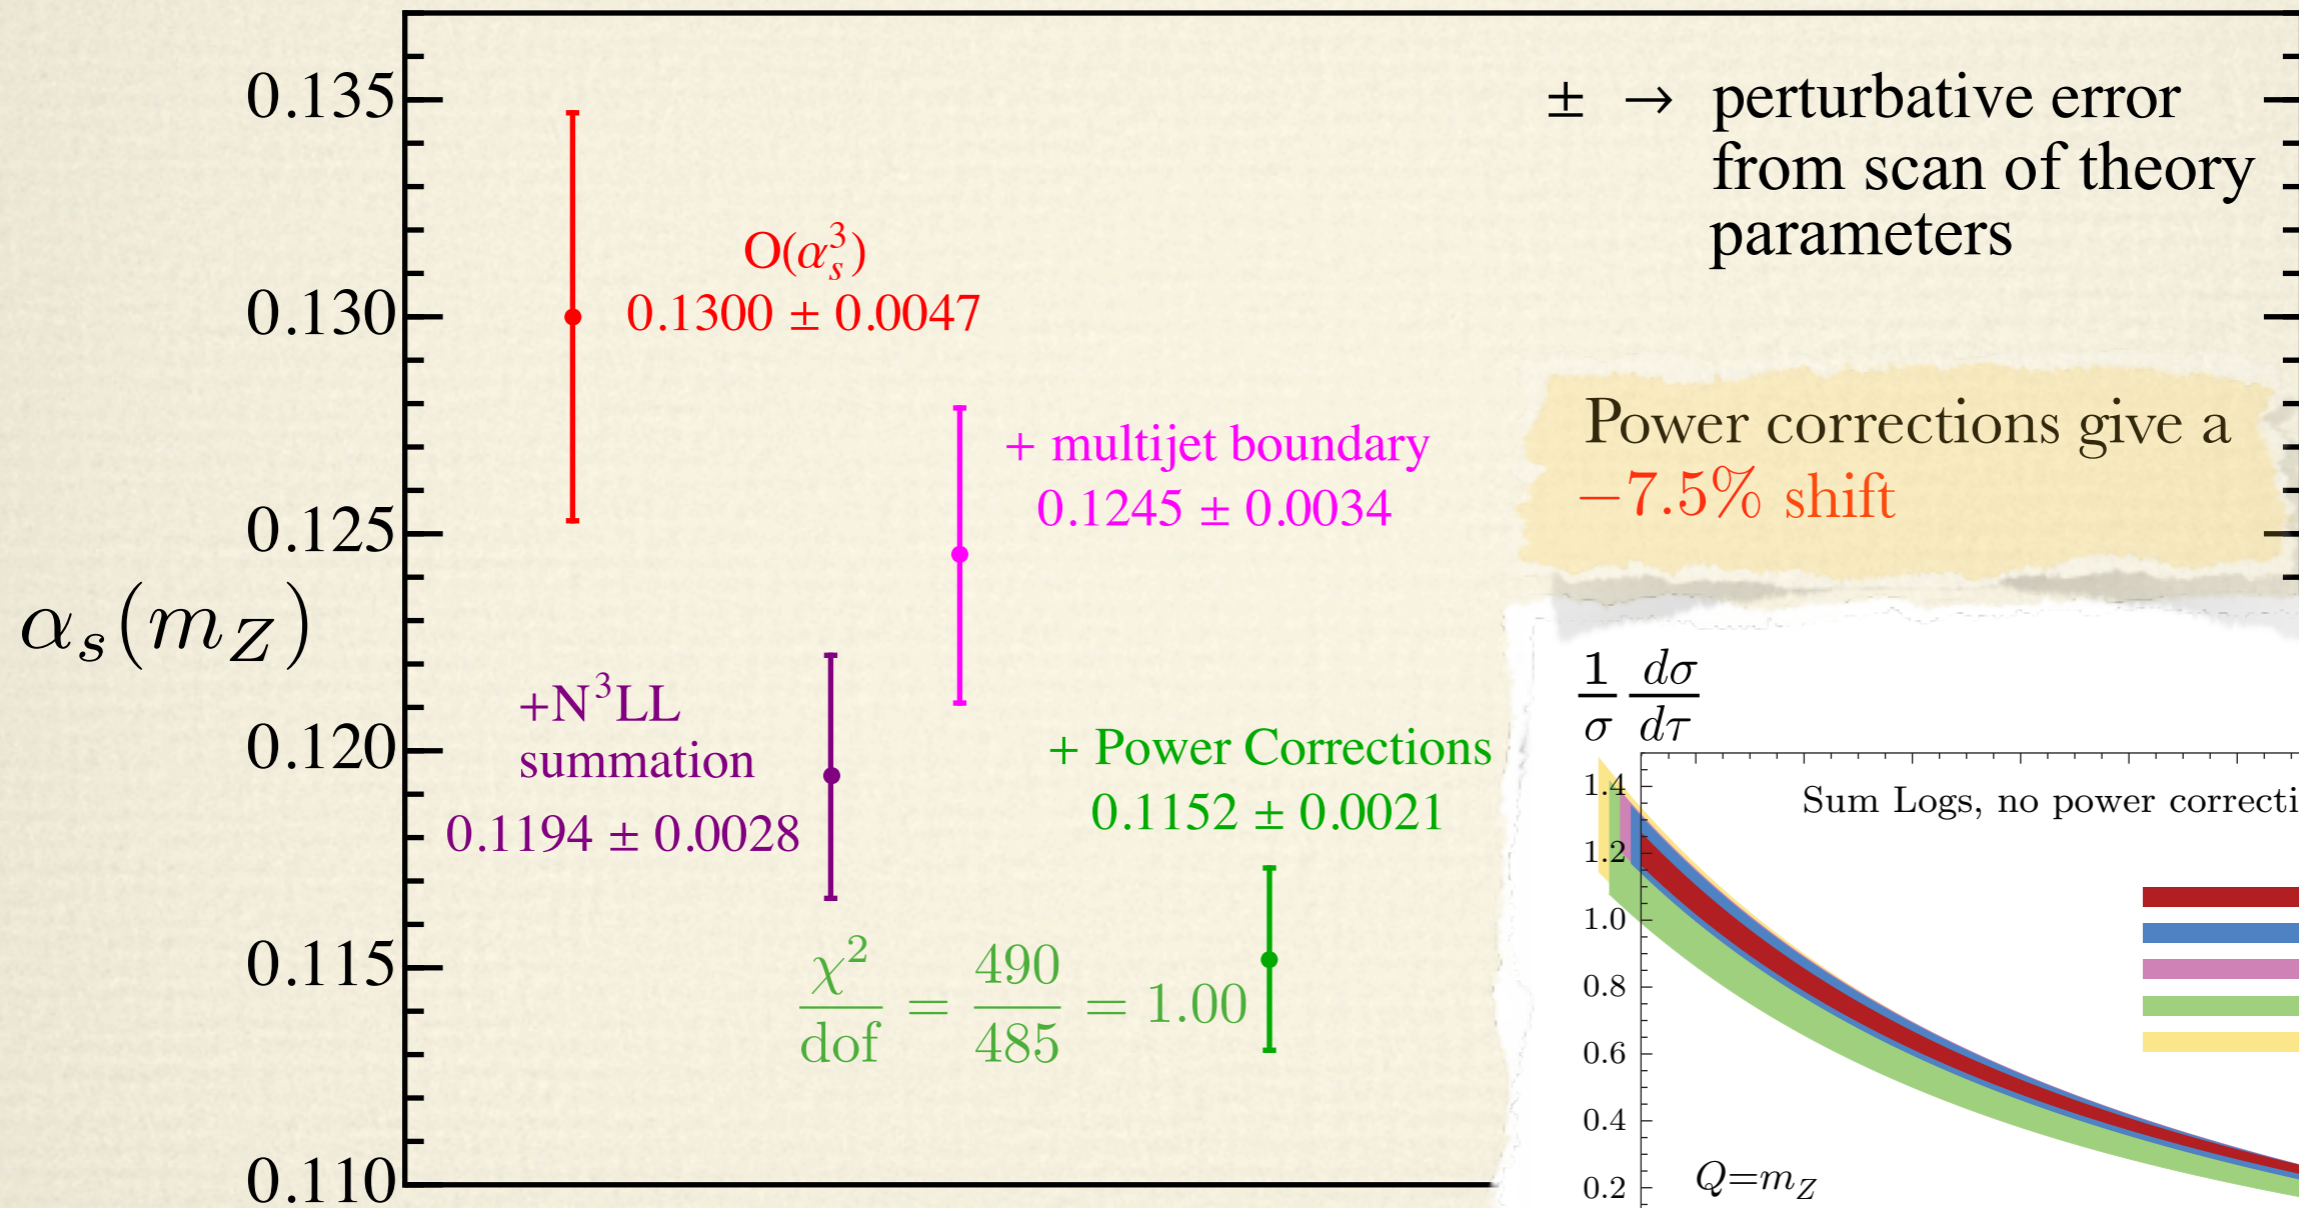 0.135
0.130
0.125
0.120
0.115
0.110
αₛ(m_Z)
O(αₛ³)
0.1300 ± 0.0047
+ multijet boundary
0.1245 ± 0.0034
+N³LL
summation
0.1194 ± 0.0028
+ Power Corrections
0.1152 ± 0.0021
χ²/dof = 490/485 = 1.00
± → perturbative error
from scan of theory
parameters
Power corrections give a
−7.5% shift
1/σ dσ/dτ
Sum Logs, no power correcti
1.4
1.2
1.0
0.8
0.6
0.4
0.2
Q=m_Z